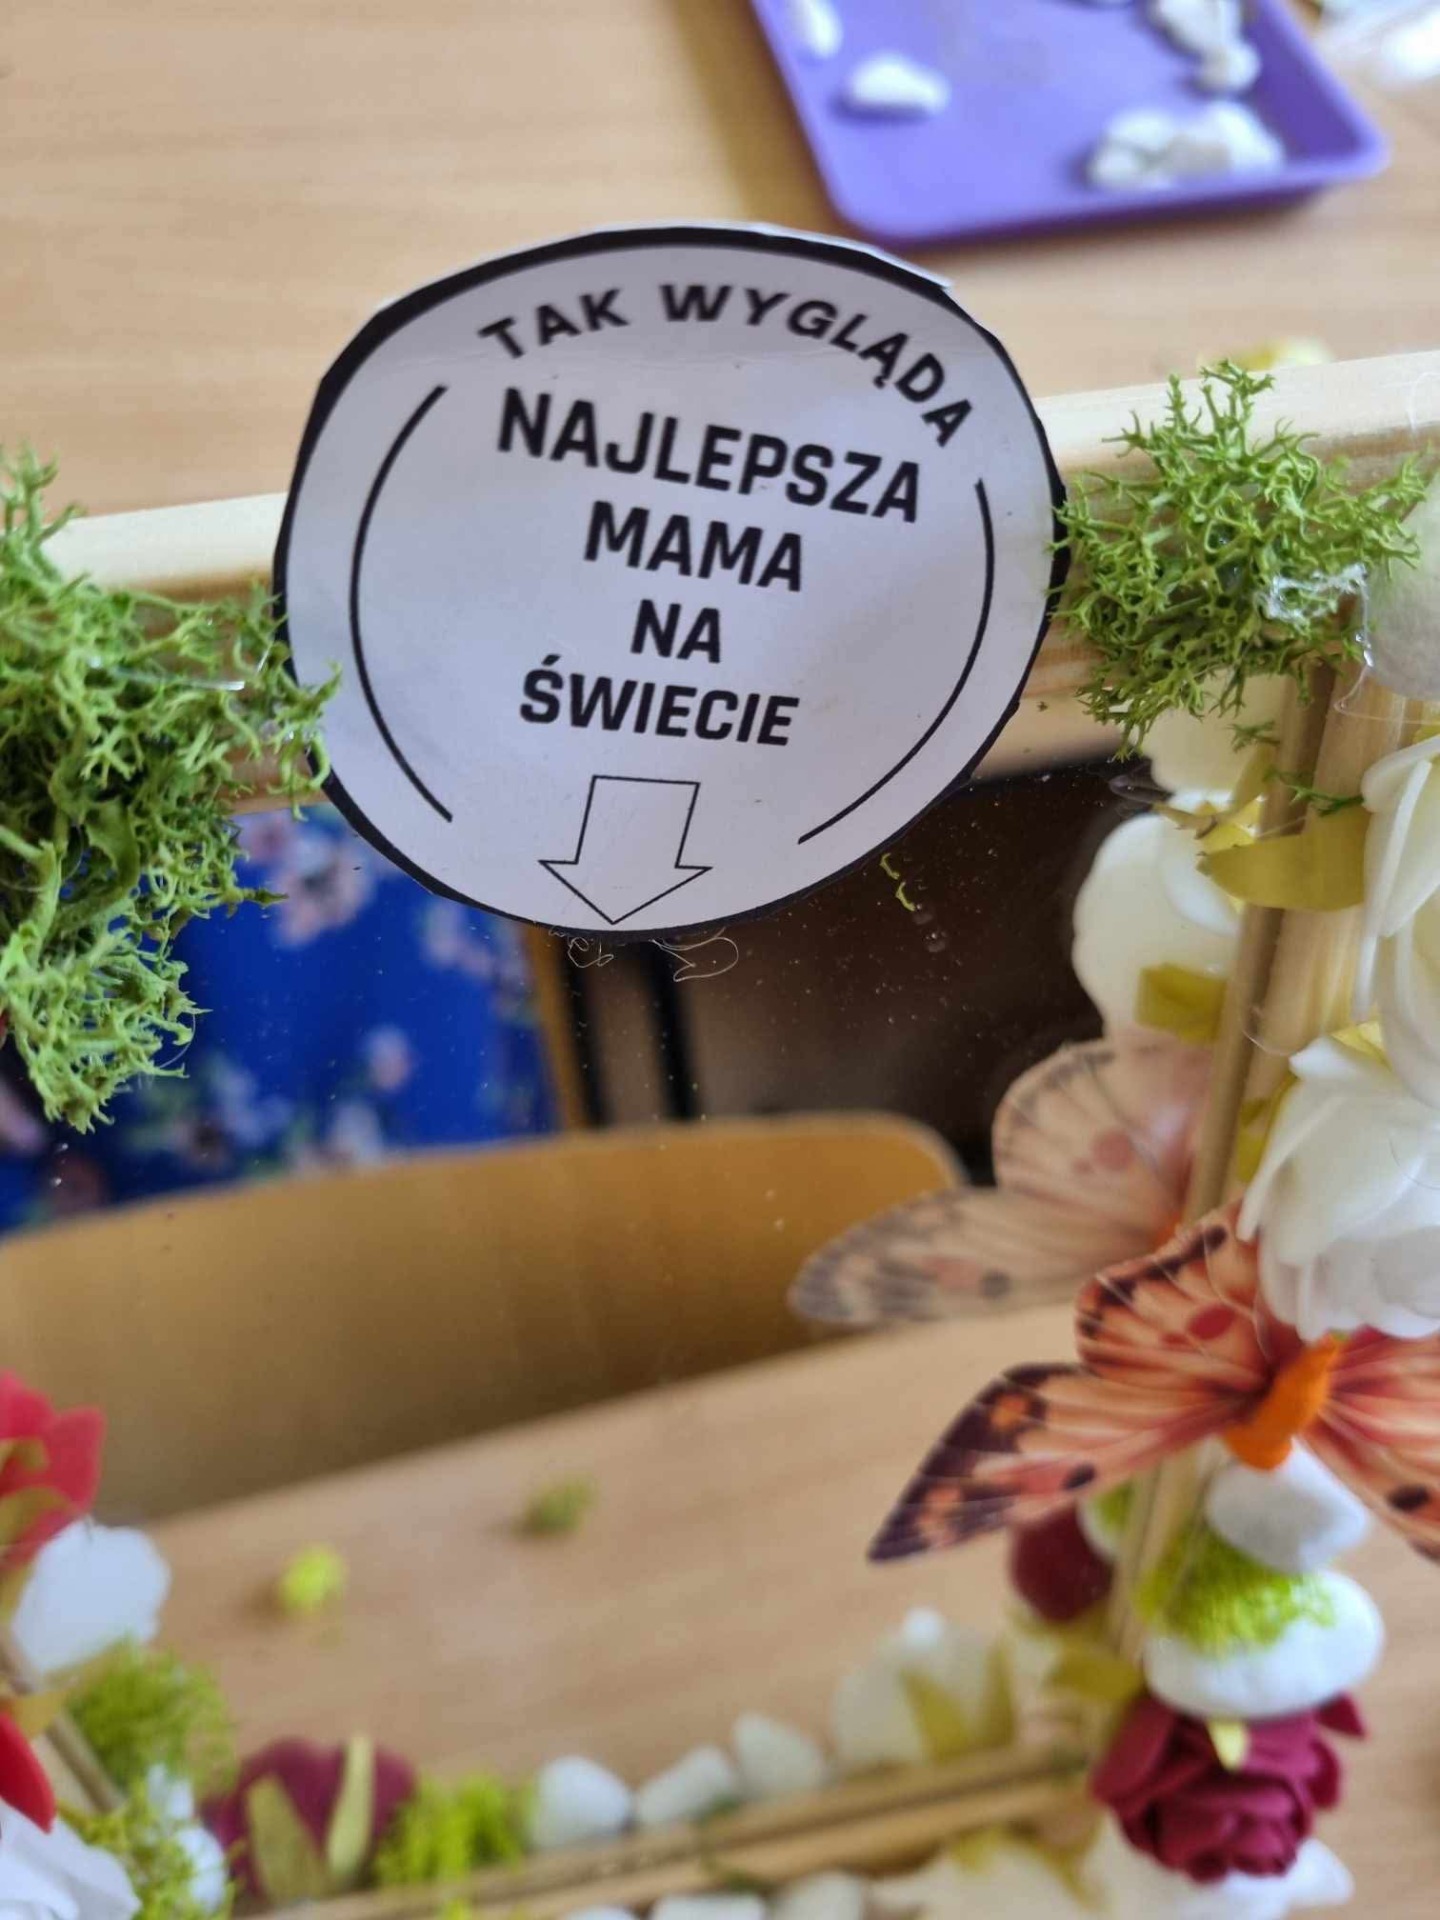 TAK WYGLĄDA
NAJLEPSZA
MAMA
NA
ŚWIECIE